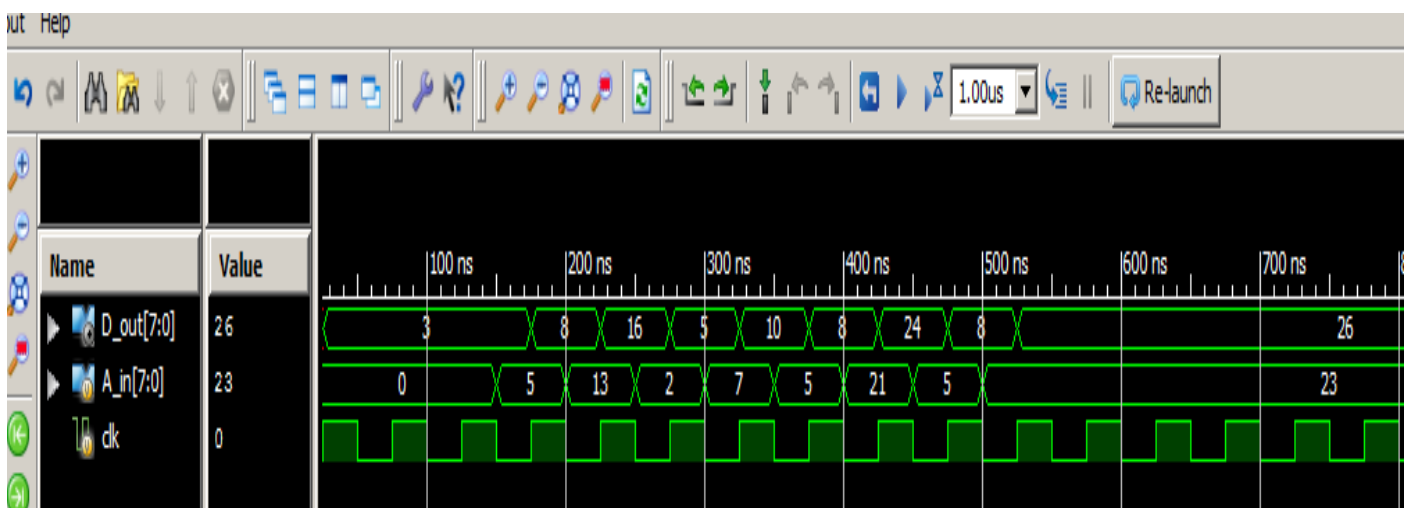 out Help
1.00us Re-launch
Name Value 100 ns 200 ns 300 ns 400 ns 500 ns 600 ns 700 ns 8
D_out[7:0] 26 3 8 16 5 10 8 24 8 26
A_in[7:0] 23 0 5 13 2 7 5 21 5 23
clk 0